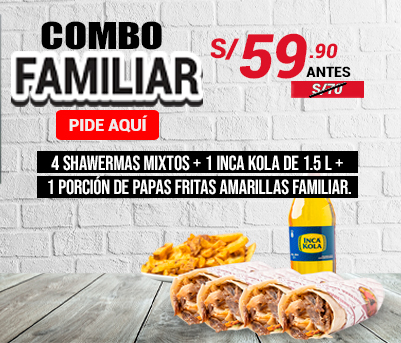 COMBO
FAMILIAR
PIDE AQUÍ
S/59.90
ANTES
S/70
4 SHAWERMAS MIXTOS + 1 INCA KOLA DE 1.5 L +
1 PORCIÓN DE PAPAS FRITAS AMARILLAS FAMILIAR.
INCA
KOLA